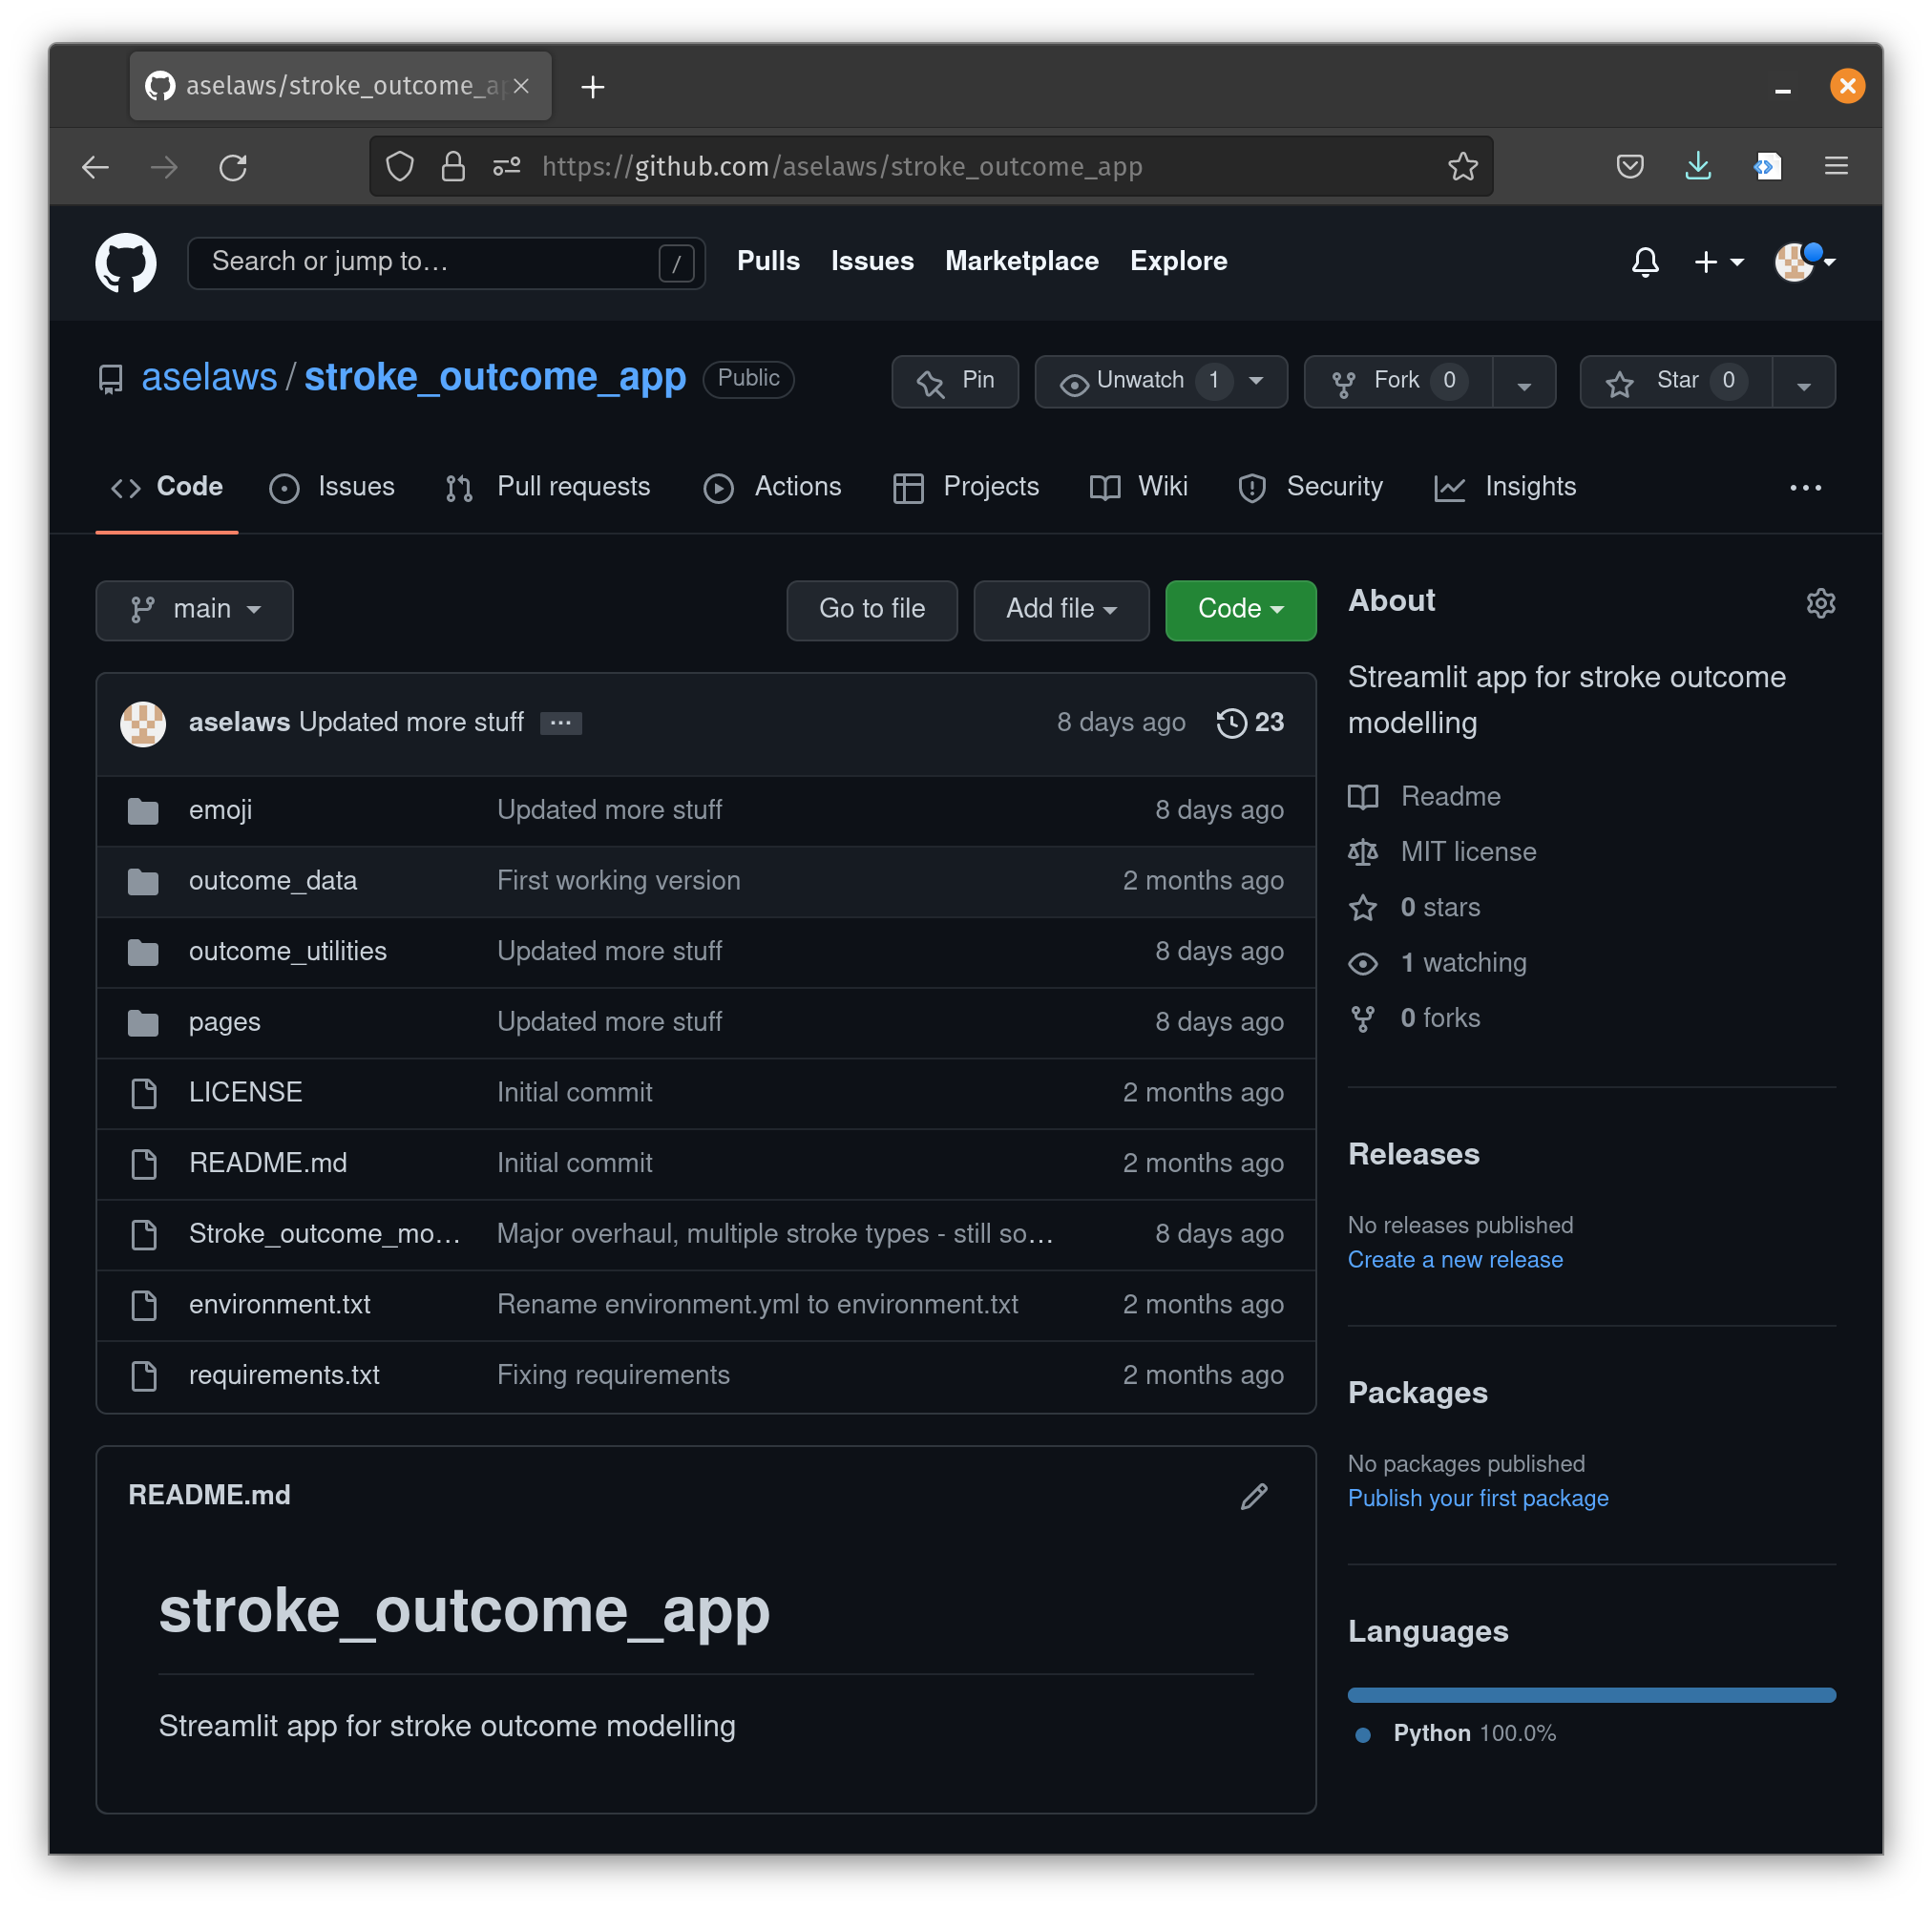 aselaws/stroke_outcome_ap
https://github.com/aselaws/stroke_outcome_app
Search or jump to… / Pulls Issues Marketplace Explore
aselaws / stroke_outcome_app Public Pin Unwatch 1 Fork 0 Star 0
Code Issues Pull requests Actions Projects Wiki Security Insights
main Go to file Add file Code
aselaws Updated more stuff ... 8 days ago 23
emoji Updated more stuff 8 days ago
outcome_data First working version 2 months ago
outcome_utilities Updated more stuff 8 days ago
pages Updated more stuff 8 days ago
LICENSE Initial commit 2 months ago
README.md Initial commit 2 months ago
Stroke_outcome_mo… Major overhaul, multiple stroke types - still so… 8 days ago
environment.txt Rename environment.yml to environment.txt 2 months ago
requirements.txt Fixing requirements 2 months ago
README.md
stroke_outcome_app
Streamlit app for stroke outcome modelling
About
Streamlit app for stroke outcome
modelling
Readme
MIT license
0 stars
1 watching
0 forks
Releases
No releases published
Create a new release
Packages
No packages published
Publish your first package
Languages
Python 100.0%